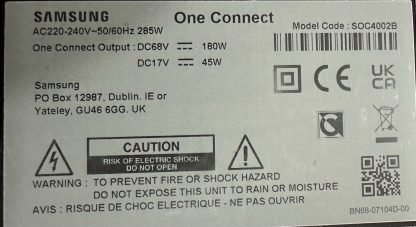 SAMSUNG One Connect
AC220-240V~50/60Hz 285W Model Code : SOC4002B
One Connect Output : DC68V 180W
DC17V 45W
Samsung
PO Box 12987, Dublin. IE or
Yateley, GU46 6GG. UK
CE UK CA
CAUTION
RISK OF ELECTRIC SHOCK
DO NOT OPEN
WARNING : TO PREVENT FIRE OR SHOCK HAZARD
DO NOT EXPOSE THIS UNIT TO RAIN OR MOISTURE
AVIS : RISQUE DE CHOC ELECTRIQUE - NE PAS OUVRIR
BN68-07104D-00